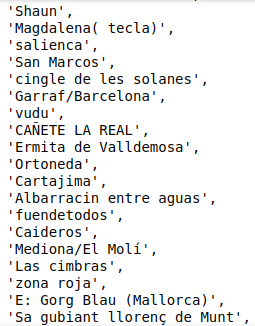 'Shaun',
'Magdalena( tecla)',
'salienca',
'San Marcos',
'cingle de les solanes',
'Garraf/Barcelona',
'vudu',
'CAÑETE LA REAL',
'Ermita de Valldemosa',
'Ortoneda',
'Cartajima',
'Albarracin entre aguas',
'fuendetodos',
'Caideros',
'Mediona/El Molí',
'Las cimbras',
'zona roja',
'E: Gorg Blau (Mallorca)',
'Sa gubiant llorenç de Munt',